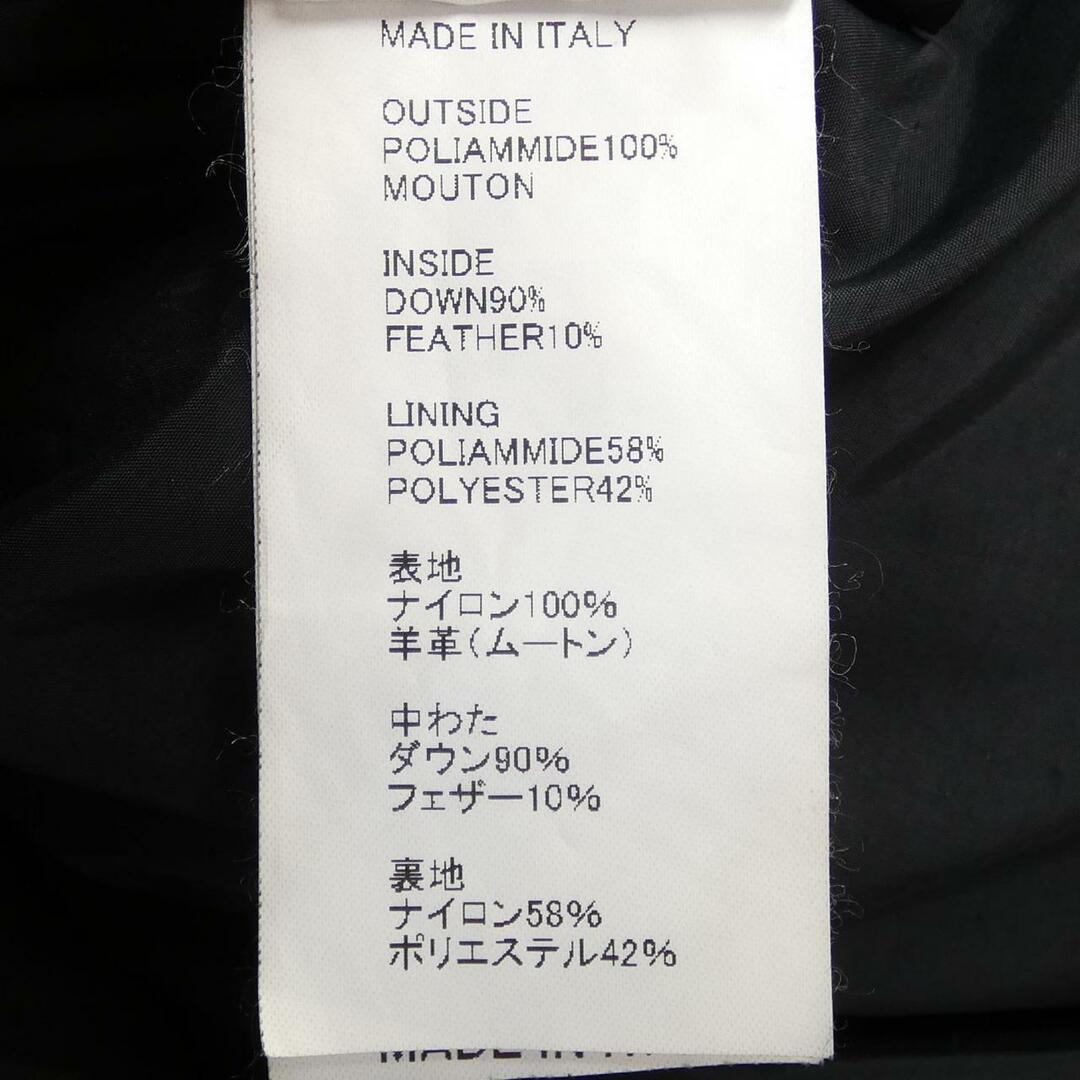 MADE IN ITALY
OUTSIDE
POLIAMMIDE100%
MOUTON
INSIDE
DOWN90%
FEATHER10%
LINING
POLIAMMIDE58%
POLYESTER42%
表地
ナイロン100%
羊革(ムートン)
中わた
ダウン90%
フェザー10%
裏地
ナイロン58%
ポリエステル42%
MADE IN